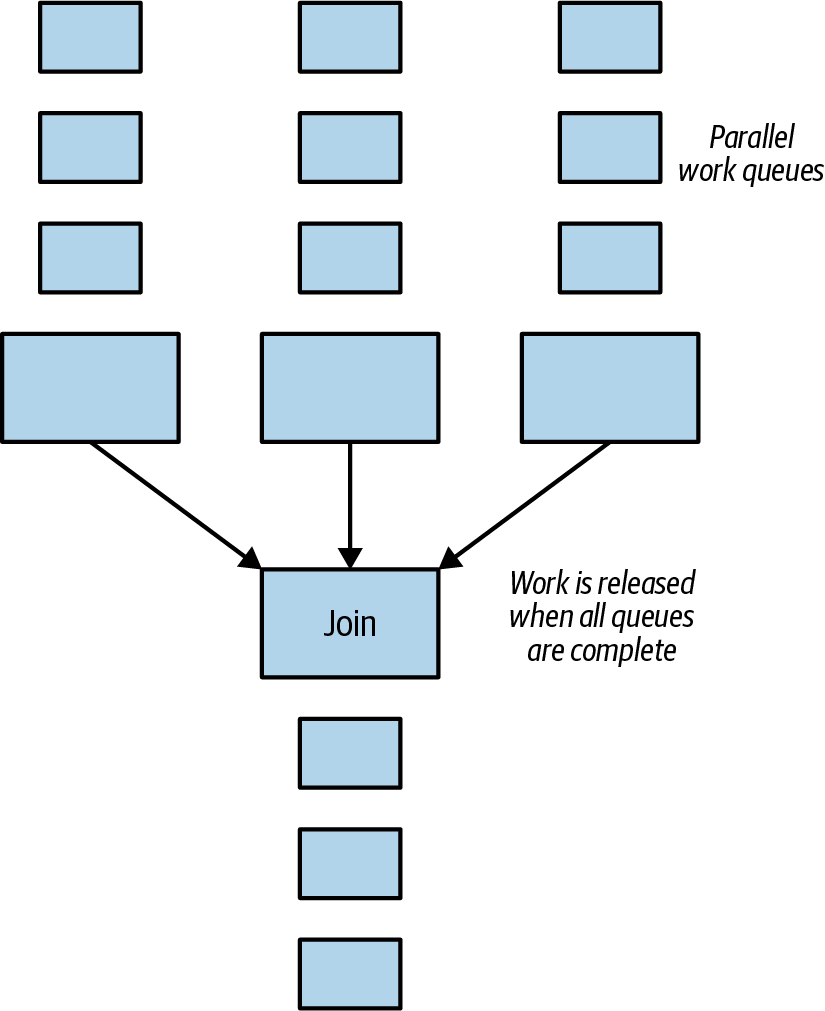 Parallel
work queues
Join
Work is released
when all queues
are complete